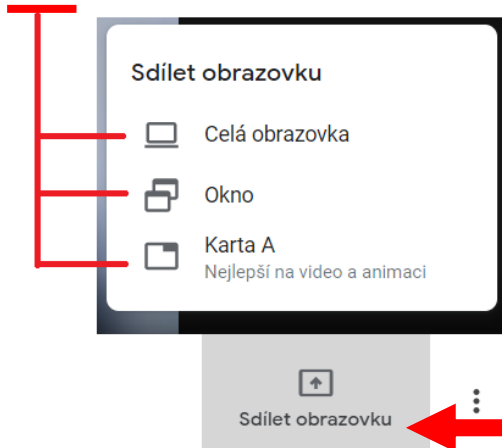 Sdílet obrazovku
Celá obrazovka
Okno
Karta A
Nejlepší na video a animaci
Sdílet obrazovku